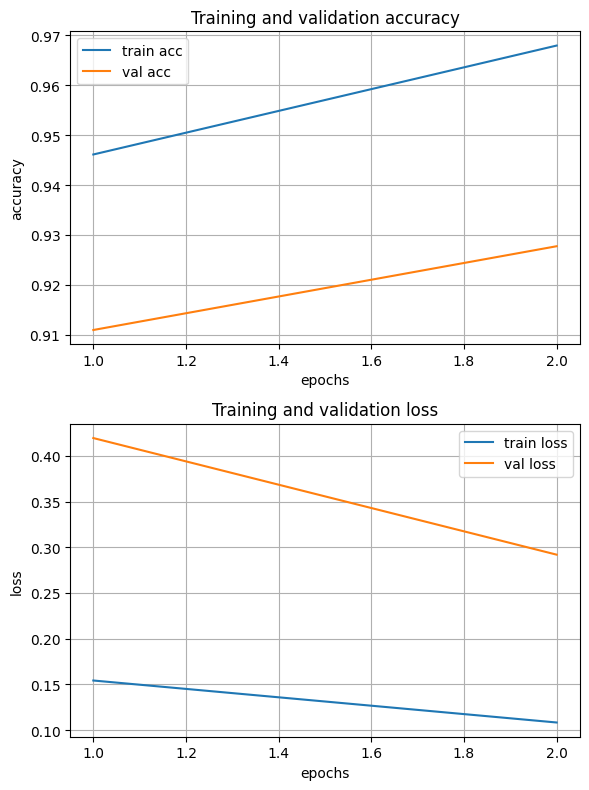 Training and validation accuracy
train acc
val acc
0.97
0.96
0.95
0.94
0.93
0.92
0.91
accuracy
1.0 1.2 1.4 1.6 1.8 2.0
epochs
Training and validation loss
train loss
val loss
0.40
0.35
0.30
0.25
0.20
0.15
0.10
loss
1.0 1.2 1.4 1.6 1.8 2.0
epochs